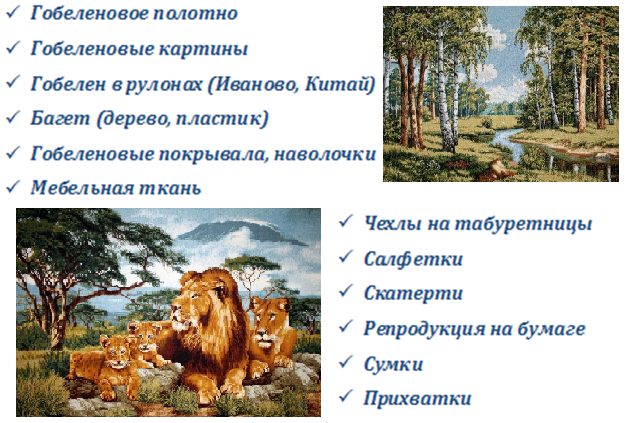 Гобеленовое полотно
Гобеленовые картины
Гобелен в рулонах (Иваново, Китай)
Багет (дерево, пластик)
Гобеленовые покрывала, наволочки
Мебельная ткань
Чехлы на табуретницы
Салфетки
Скатерти
Репродукция на бумаге
Сумки
Прихватки